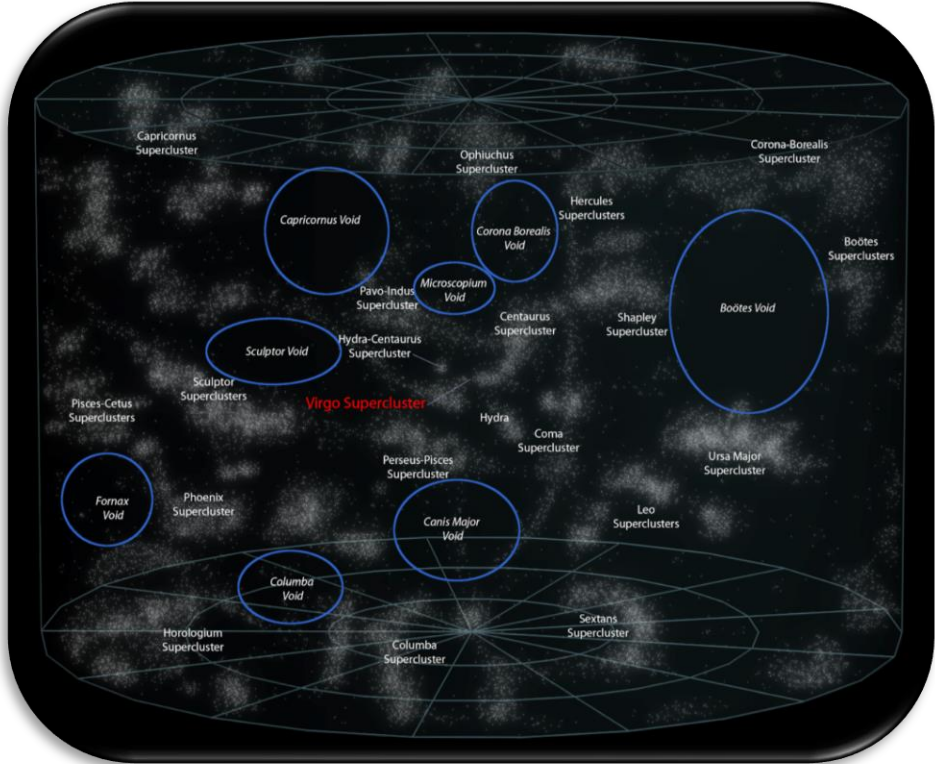 Capricornus
Supercluster
Ophiuchus
Supercluster
Corona-Borealis
Supercluster
Capricornus Void
Corona Borealis
Void
Hercules
Superclusters
Boötes
Superclusters
Pavo-Indus
Supercluster
Microscopium
Void
Centaurus
Supercluster
Shapley
Supercluster
Boötes Void
Sculptor Void
Hydra-Centaurus
Supercluster
Sculptor
Superclusters
Pisces-Cetus
Superclusters
Virgo Supercluster
Hydra
Coma
Supercluster
Perseus-Pisces
Supercluster
Ursa Major
Supercluster
Fornax
Void
Phoenix
Supercluster
Canis Major
Void
Leo
Superclusters
Columba
Void
Horologium
Supercluster
Columba
Supercluster
Sextans
Supercluster